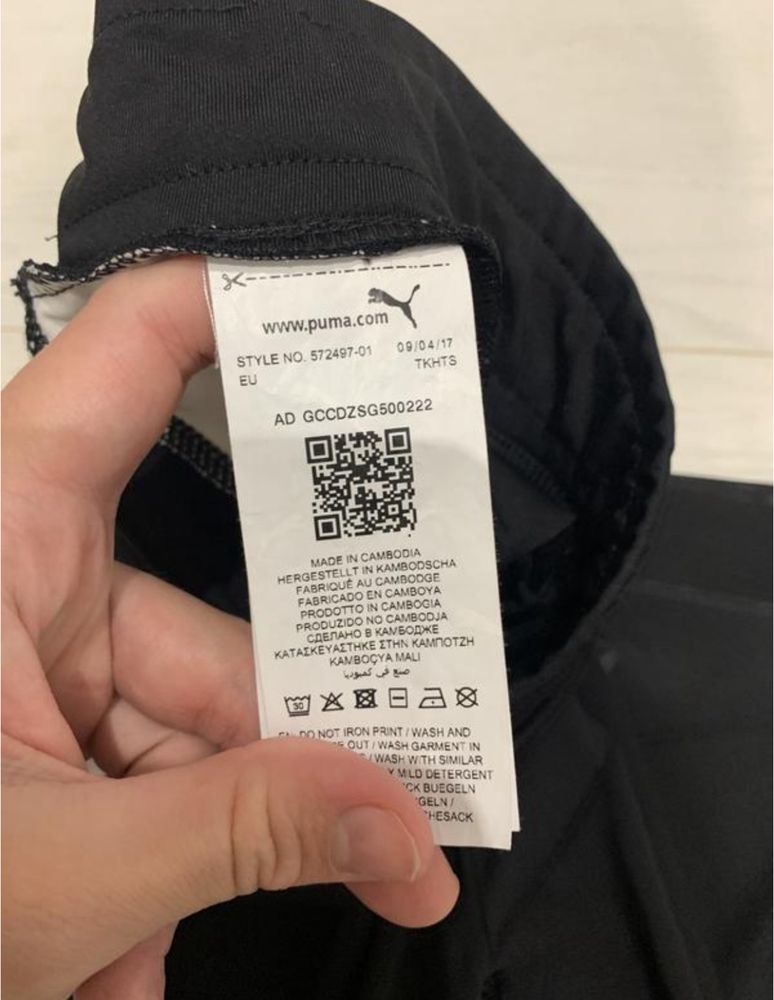 www.puma.com
STYLE NO. 572497-01 09/04/17
EU TKHTS
AD GCCDZSG500222
MADE IN CAMBODIA
HERGESTELLT IN KAMBODSCHA
FABRIQUÉ AU CAMBODGE
FABRICADO EN CAMBOYA
PRODOTTO IN CAMBOGIA
PRODUZIDO NO CAMBODJA
СДЕЛАНО В КАМБОДЖЕ
ΚΑΤΑΣΚΕΥΑΣΤΗΚΕ ΣΤΗΝ ΚΑΜΠΟΤΖΗ
KAMBOÇYA MALI
صنع في كمبوديا
30
EN: DO NOT IRON PRINT / WASH AND
OUT / WASH GARMENT IN
/ WASH WITH SIMILAR
MILD DETERGENT
BUEGELN
/